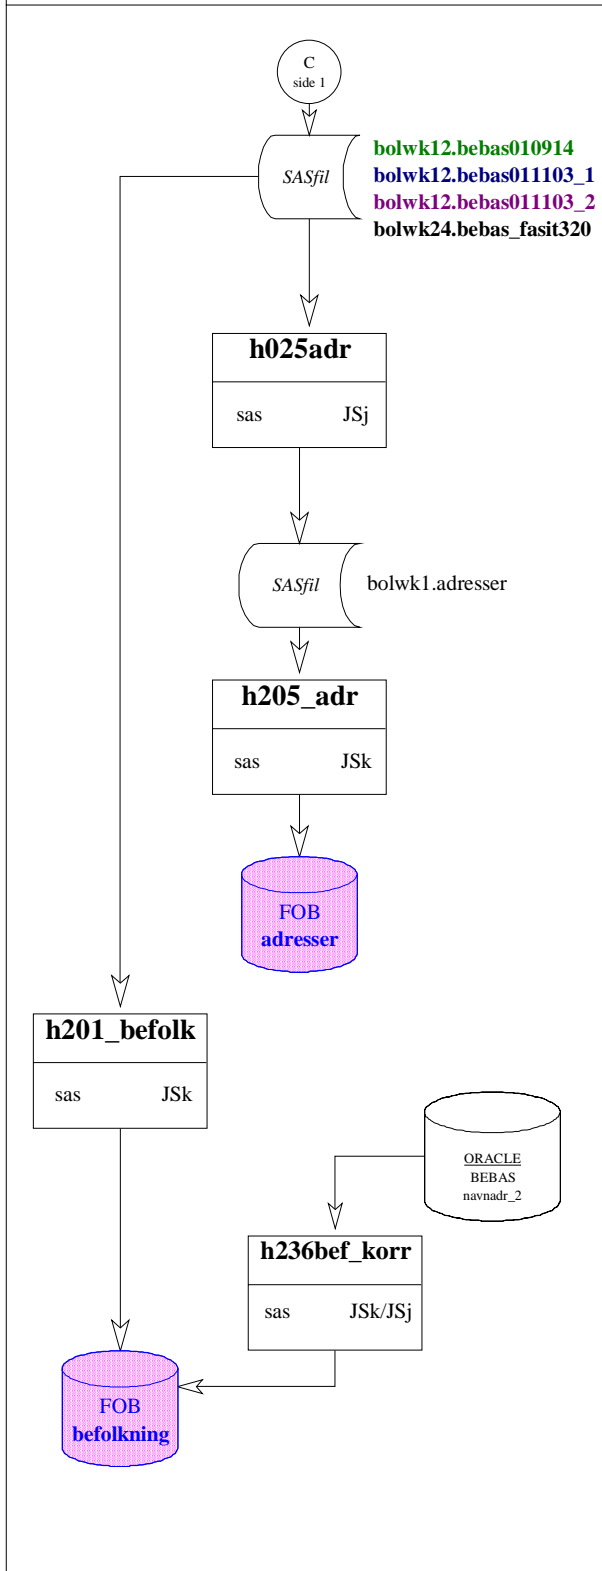 C
side 1
SASfil
bolwk12.bebas010914
bolwk12.bebas011103_1
bolwk12.bebas011103_2
bolwk24.bebas_fasit320
h025adr
sas JSj
SASfil
bolwk1.adresser
h205_adr
sas JSk
FOB
adresser
h201_befolk
sas JSk
ORACLE
BEBAS
navnadr_2
h236bef_korr
sas JSk/JSj
FOB
befolkning